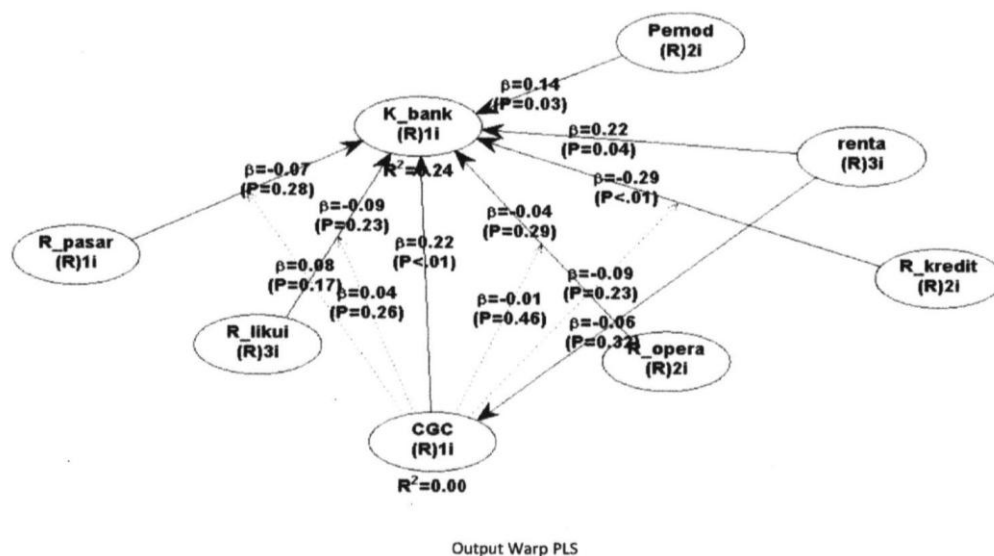 Pemod
(R)2i
β=0.14
(P=0.03)
K_bank
(R)1i
R²=0.24
β=0.22
(P=0.04)
renta
(R)3i
β=-0.07
(P=0.28)
β=-0.29
(P<.01)
β=-0.09
(P=0.23)
β=-0.04
(P=0.29)
R_pasar
(R)1i
β=0.22
(P<.01)
R_kredit
(R)2i
β=0.08
(P=0.17)
β=0.04
(P=0.26)
β=-0.01
(P=0.46)
β=-0.09
(P=0.23)
R_likui
(R)3i
β=-0.06
(P=0.32)
R_opera
(R)2i
CGC
(R)1i
R²=0.00
Output Warp PLS